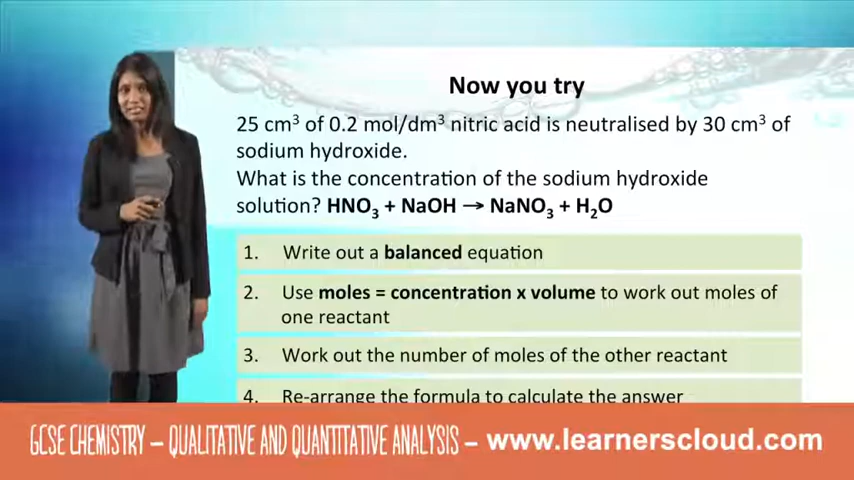 Now you try
25 cm³ of 0.2 mol/dm³ nitric acid is neutralised by 30 cm³ of
sodium hydroxide.
What is the concentration of the sodium hydroxide
solution? HNO₃ + NaOH → NaNO₃ + H₂O
1. Write out a balanced equation
2. Use moles = concentration x volume to work out moles of
one reactant
3. Work out the number of moles of the other reactant
4. Re-arrange the formula to calculate the answer
GCSE CHEMISTRY – QUALITATIVE AND QUANTITATIVE ANALYSIS – www.learnerscloud.com